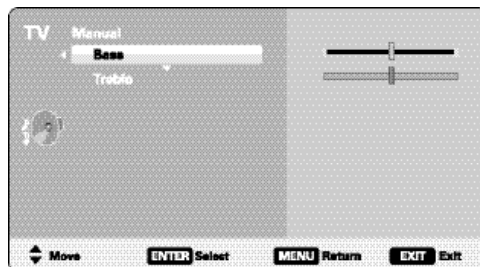 TV Manual
Bass
Treble
Move ENTER Select MENU Return EXIT Exit